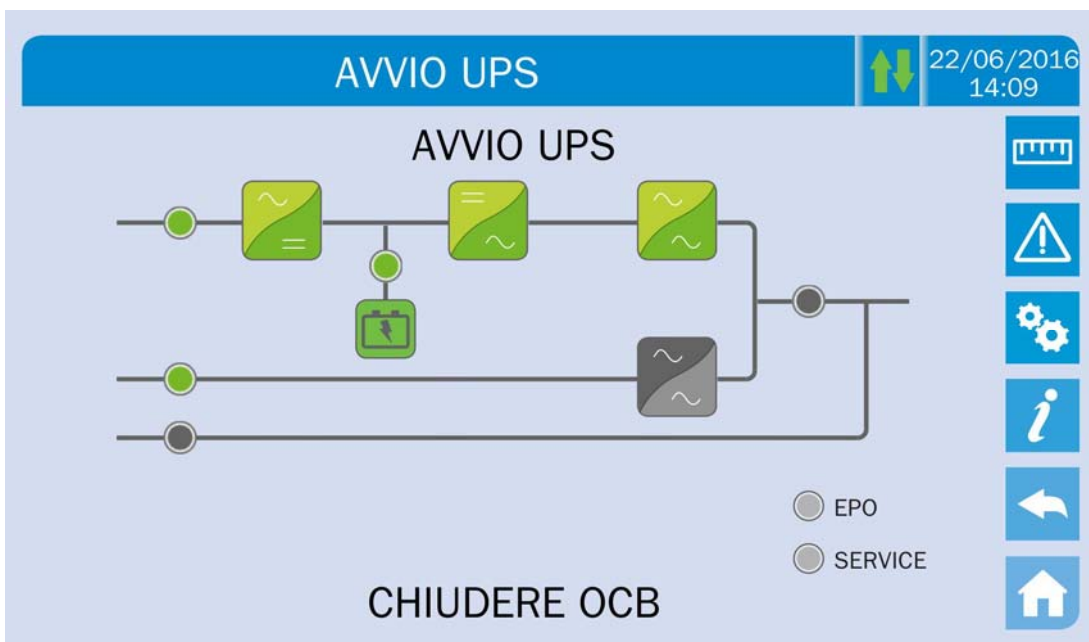 AVVIO UPS
22/06/2016
14:09
AVVIO UPS
EPO
SERVICE
CHIUDERE OCB